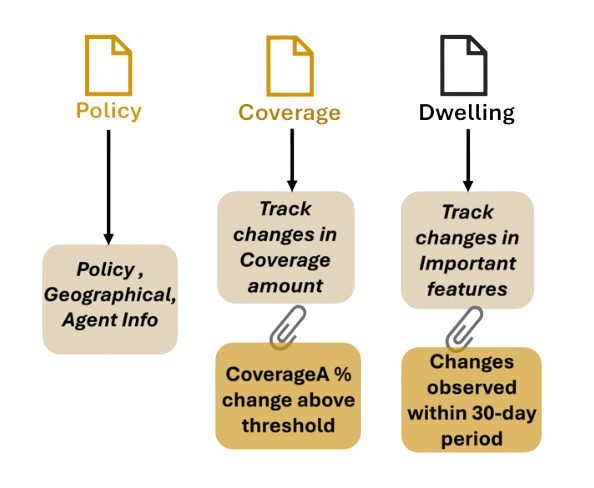 Policy
Coverage
Dwelling
Policy ,
Geographical,
Agent Info
Track
changes in
Coverage
amount
Track
changes in
Important
features
CoverageA %
change above
threshold
Changes
observed
within 30-day
period